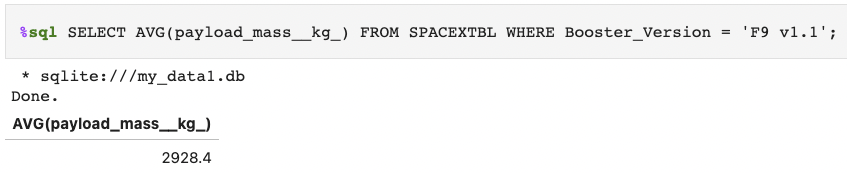 %sql SELECT AVG(payload_mass__kg_) FROM SPACEXTBL WHERE Booster_Version = 'F9 v1.1';
* sqlite:///my_data1.db
Done.
AVG(payload_mass__kg_)
2928.4